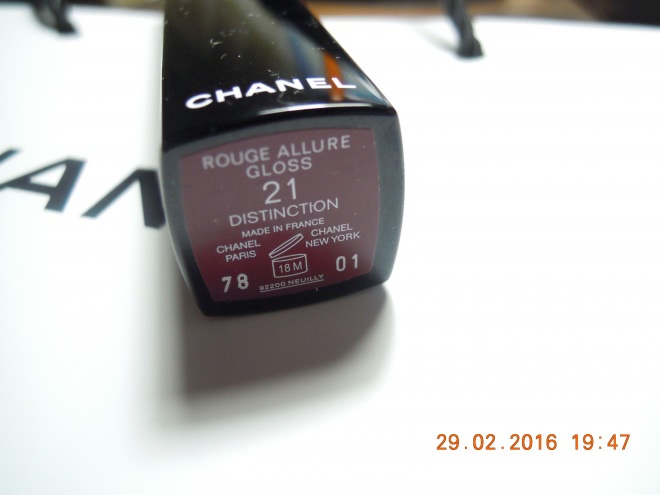 CHANEL
ROUGE ALLURE
GLOSS
21
DISTINCTION
MADE IN FRANCE
CHANEL
PARIS
CHANEL
NEW YORK
18 M
78
01
92200 NEUILLY
29.02.2016 19:47